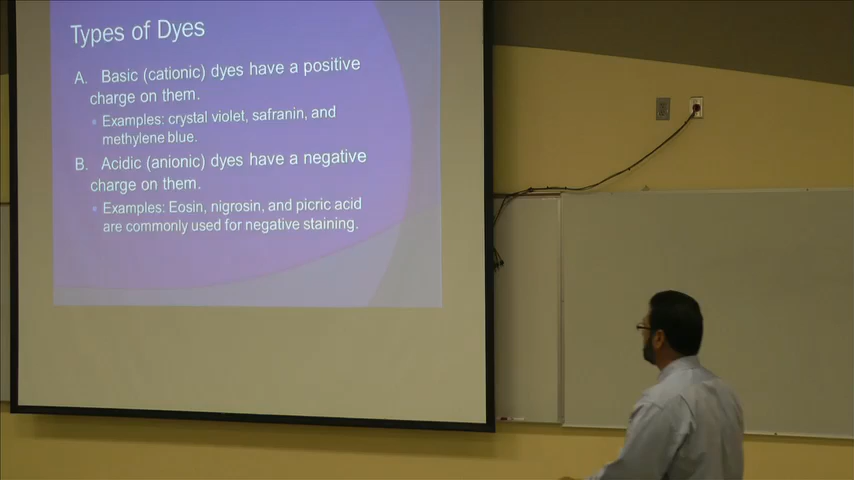 Types of Dyes
A. Basic (cationic) dyes have a positive
charge on them.
Examples: crystal violet, safranin, and
methylene blue.
B. Acidic (anionic) dyes have a negative
charge on them.
Examples: Eosin, nigrosin, and picric acid
are commonly used for negative staining.